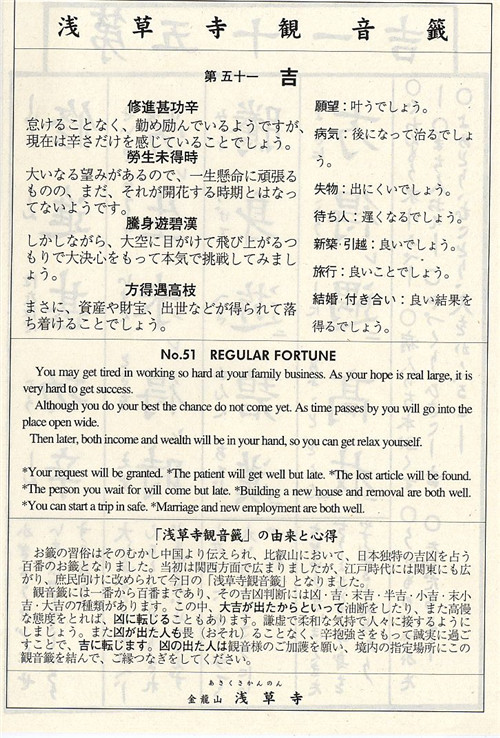 浅草寺観音籤
第五十一 吉
修進甚功辛
怠けることなく、勤め励んでいるようですが、
現在は辛さだけを感じていることでしょう。
勞生未得時
大いなる望みがあるので、一生懸命に頑張る
ものの、まだ、それが開花する時期とはなっ
てないようです。
騰身遊碧漢
しかしながら、大空に目がけて飛び上がるつ
もりで大決心をもって本気で挑戦してみまし
ょう。
方得遇高枝
まさに、資産や財宝、出世などが得られて落
ち着けることでしょう。
願望：叶うでしょう。
病気：後になって治るでしょ
う。
失物：出にくいでしょう。
待ち人：遅くなるでしょう。
新築・引越：良いでしょう。
旅行：良いことでしょう。
結婚・付き合い：良い結果を
得るでしょう。
No.51 REGULAR FORTUNE
You may get tired in working so hard at your family business. As your hope is real large, it is
very hard to get success.
Although you do your best the chance do not come yet. As time passes by you will go into the
place open wide.
Then later, both income and wealth will be in your hand, so you can get relax yourself.
*Your request will be granted. *The patient will get well but late. *The lost article will be found.
*The person you wait for will come but late. *Building a new house and removal are both well.
*You can start a trip in safe. *Marriage and new employment are both well.
「浅草寺観音籤」の由来と心得
お籤の習俗はそのむかし中国より伝えられ、比叡山において、日本独特の吉凶を占う
百番のお籤となりました。当初は関西方面で広まりましたが、江戸時代には関東にも広
がり、庶民向けに改められて今日の「浅草寺観音籤」となりました。
観音籤には一番から百番まであり、その吉凶判断には凶・吉・末吉・半吉・小吉・末小
吉・大吉の7種類があります。この中、大吉が出たからといって油断をしたり、また高慢
な態度をとれば、凶に転じることもあります。謙虚で柔和な気持で人々に接するように
しましょう。また凶が出た人も畏（おそれ）ることなく、辛抱強さをもって誠実に過ご
すことで、吉に転じます。凶の出た人は観音様のご加護を願い、境内の指定場所にこの
観音籤を結んで、ご縁つなぎをしてください。
あさくさかんのん
金龍山 浅草寺